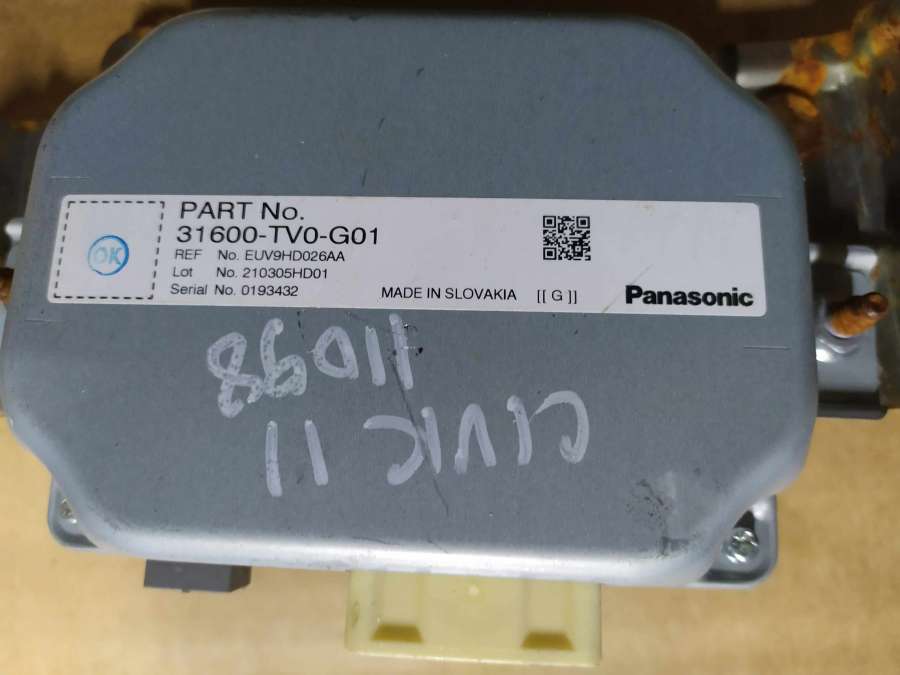 OK
PART No.
31600-TV0-G01
REF No. EUV9HD026AA
Lot No. 210305HD01
Serial No. 0193432
MADE IN SLOVAKIA [[ G ]]
Panasonic
CIVIC 11
11098